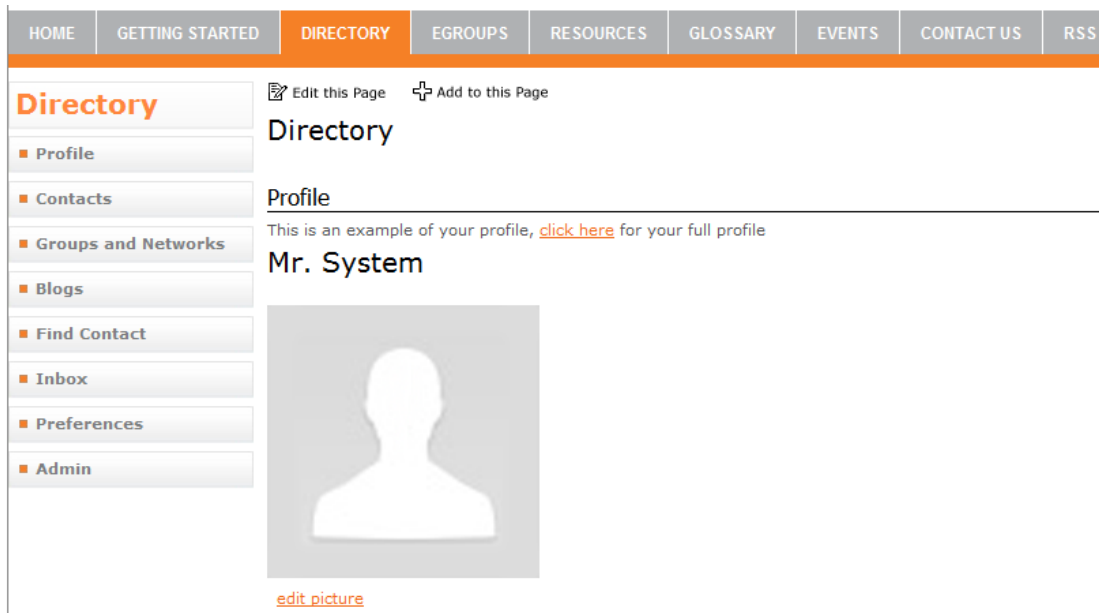 HOME GETTING STARTED DIRECTORY EGROUPS RESOURCES GLOSSARY EVENTS CONTACT US RSS
Directory
Profile
Contacts
Groups and Networks
Blogs
Find Contact
Inbox
Preferences
Admin
Edit this Page Add to this Page
Directory
Profile
This is an example of your profile, click here for your full profile
Mr. System
edit picture